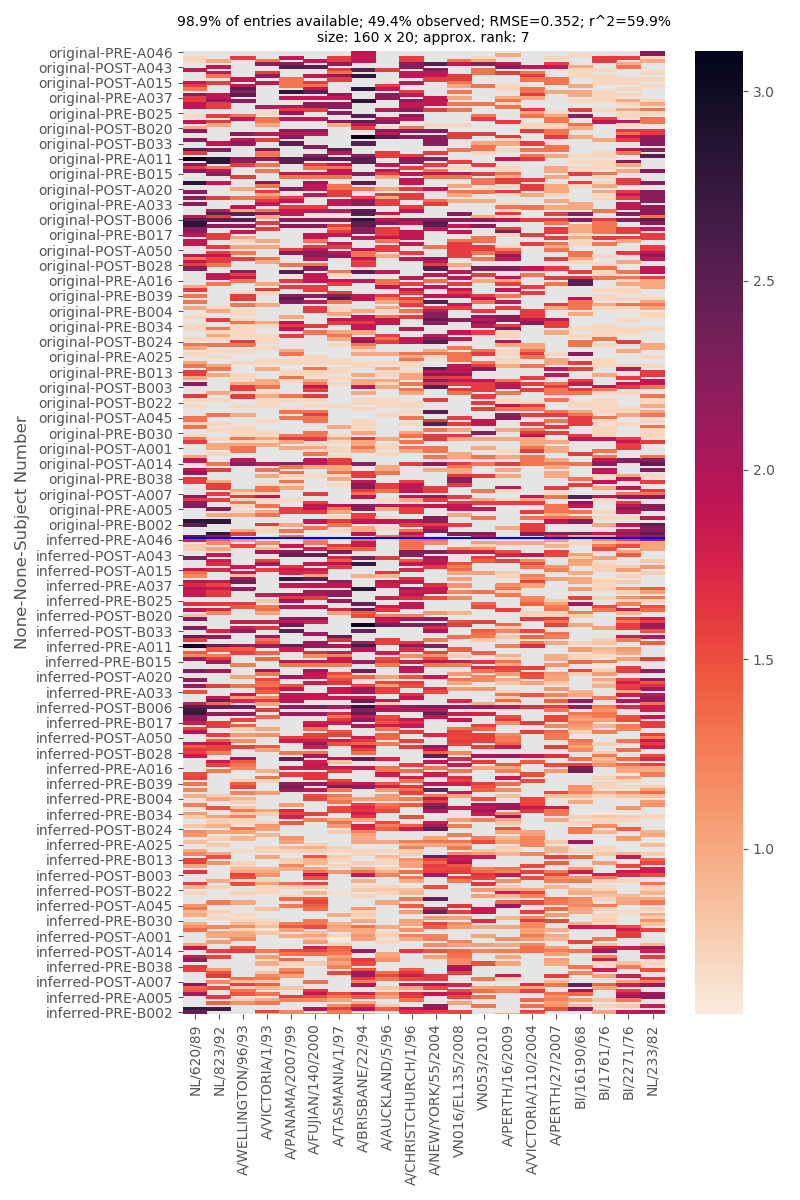 98.9% of entries available; 49.4% observed; RMSE=0.352; r^2=59.9%
size: 160 x 20; approx. rank: 7
None-None-Subject Number
original-PRE-A046
original-POST-A043
original-POST-A015
original-PRE-A037
original-PRE-B025
original-POST-B020
original-POST-B033
original-PRE-A011
original-PRE-B015
original-POST-A020
original-PRE-A033
original-POST-B006
original-PRE-B017
original-POST-A050
original-POST-B028
original-PRE-A016
original-PRE-B039
original-PRE-B004
original-PRE-B034
original-POST-B024
original-PRE-A025
original-PRE-B013
original-POST-B003
original-POST-B022
original-POST-A045
original-PRE-B030
original-POST-A001
original-POST-A014
original-PRE-B038
original-POST-A007
original-PRE-A005
original-PRE-B002
inferred-PRE-A046
inferred-POST-A043
inferred-POST-A015
inferred-PRE-A037
inferred-PRE-B025
inferred-POST-B020
inferred-POST-B033
inferred-PRE-A011
inferred-PRE-B015
inferred-POST-A020
inferred-PRE-A033
inferred-POST-B006
inferred-PRE-B017
inferred-POST-A050
inferred-POST-B028
inferred-PRE-A016
inferred-PRE-B039
inferred-PRE-B004
inferred-PRE-B034
inferred-POST-B024
inferred-PRE-A025
inferred-PRE-B013
inferred-POST-B003
inferred-POST-B022
inferred-POST-A045
inferred-PRE-B030
inferred-POST-A001
inferred-POST-A014
inferred-PRE-B038
inferred-POST-A007
inferred-PRE-A005
inferred-PRE-B002
NL/620/89
NL/823/92
A/WELLINGTON/96/93
A/VICTORIA/1/93
A/PANAMA/2007/99
A/FUJIAN/140/2000
A/TASMANIA/1/97
A/BRISBANE/22/94
A/AUCKLAND/5/96
A/CHRISTCHURCH/1/96
A/NEW/YORK/55/2004
VN016/EL135/2008
VN053/2010
A/PERTH/16/2009
A/VICTORIA/110/2004
A/PERTH/27/2007
BI/16190/68
BI/1761/76
BI/2271/76
NL/233/82
3.0
2.5
2.0
1.5
1.0